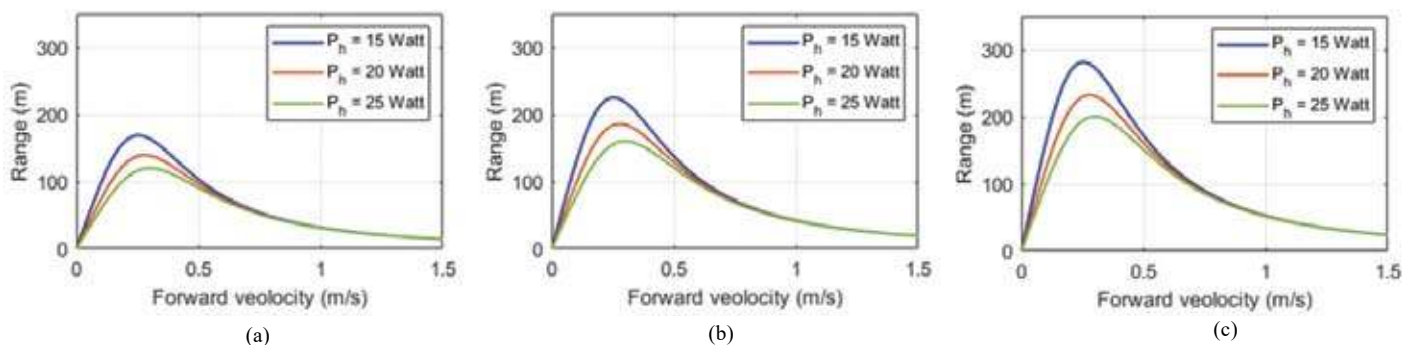 300
200
100
0
Range (m)
P_h = 15 Watt
P_h = 20 Watt
P_h = 25 Watt
0 0.5 1 1.5
Forward veolocity (m/s)
(a)
300
200
100
0
Range (m)
P_h = 15 Watt
P_h = 20 Watt
P_h = 25 Watt
0 0.5 1 1.5
Forward veolocity (m/s)
(b)
300
200
100
0
Range (m)
P_h = 15 Watt
P_h = 20 Watt
P_h = 25 Watt
0 0.5 1 1.5
Forward veolocity (m/s)
(c)